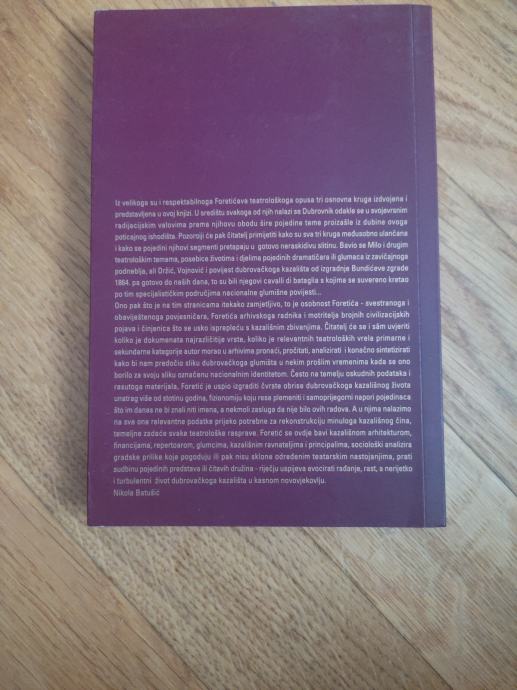 Iz velikoga su i respektabilnoga Foretićeva teatrološkoga opusa tri osnovna kruga izdvojena i
predstavljena u ovoj knjizi. U središtu svakoga od njih nalazi se Dubrovnik odakle se u svojevrsnim
radijacijskim valovima prema njihovu obodu šire pojedine teme proizašle iz dubine ovoga
poticajnog ishodišta. Pozorniji će pak čitatelj primijetiti kako su sva tri kruga međusobno ulančana
i kako se pojedini njihovi segmenti pretapaju u gotovo neraskidivu slitinu. Bavio se Milo i drugim
teatrološkim temama, posebice životima i djelima pojedinih dramatičara ili glumaca iz zavičajnoga
podneblja, ali Držić, Vojnović i povijest dubrovačkoga kazališta od izgradnje Bundićeve zgrade
1864. pa gotovo do naših dana, to su bili njegovi cavalli di bataglia s kojima se suvereno kretao
po tim specijalističkim područjima nacionalne glumišne povijesti...
Ono pak što je na tim stranicama itekako zamjetljivo, to je osobnost Foretića - svestranoga i
obaviještenoga povjesničara, Foretića arhivskoga radnika i motritelja brojnih civilizacijskih
pojava i činjenica što se usko isprepleću s kazališnim zbivanjima. Čitatelj će se i sâm uvjeriti
koliko je dokumenata najrazličitije vrste, koliko je relevantnih teatroloških vrela primarne i
sekundarne kategorije autor morao u arhivima pronaći, pročitati, analizirati i konačno sintetizirati
kako bi nam predočio sliku dubrovačkoga glumišta u nekim prošlim vremenima kada se ono
borilo za svoju sliku označenu nacionalnim identitetom. Često na temelju oskudnih podataka i
rasutoga materijala, Foretić je uspio izgraditi čvrste obrise dubrovačkoga kazališnog života
unatrag više od stotinu godina, fizionomiju koju rese plemeniti i samoprijegorni napori pojedinaca
što im danas ne bi znali niti imena, a nekmoli zasluga da nije bilo ovih radova. A u njima nalazimo
na sva one relevantne podatke prijeko potrebne za rekonstrukciju minuloga kazališnog čina,
temeljne zadaće svake teatrološke rasprave. Foretić se ovdje bavi kazališnom arhitekturom,
financijama, repertoarom, glumcima, kazališnim ravnateljima i principalima, sociološki analizira
gradske prilike koje pogoduju ili pak nisu sklone određenim teatarskim nastojanjima, prati
sudbinu pojedinih predstava ili čitavih družina - riječju uspijeva evocirati rađanje, rast, a nerijetko
i turbulentni život dubrovačkoga kazališta u kasnom novovjekovlju.
Nikola Batušić